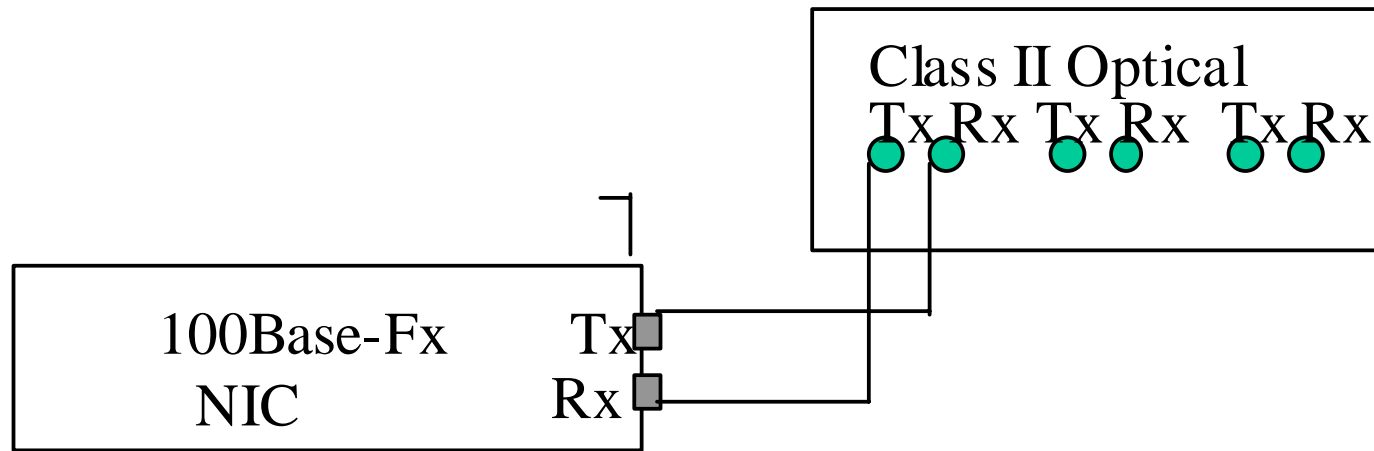 Class II Optical
Tx Rx Tx Rx Tx Rx
100Base-Fx Tx
NIC Rx